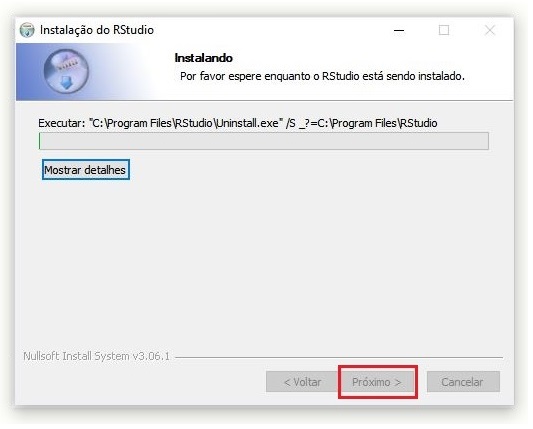 Instalação do RStudio
Instalando
Por favor espere enquanto o RStudio está sendo instalado.
Executar: "C:\Program Files\RStudio\Uninstall.exe" /S _?=C:\Program Files\RStudio
Mostrar detalhes
Nullsoft Install System v3.06.1
< Voltar Próximo > Cancelar